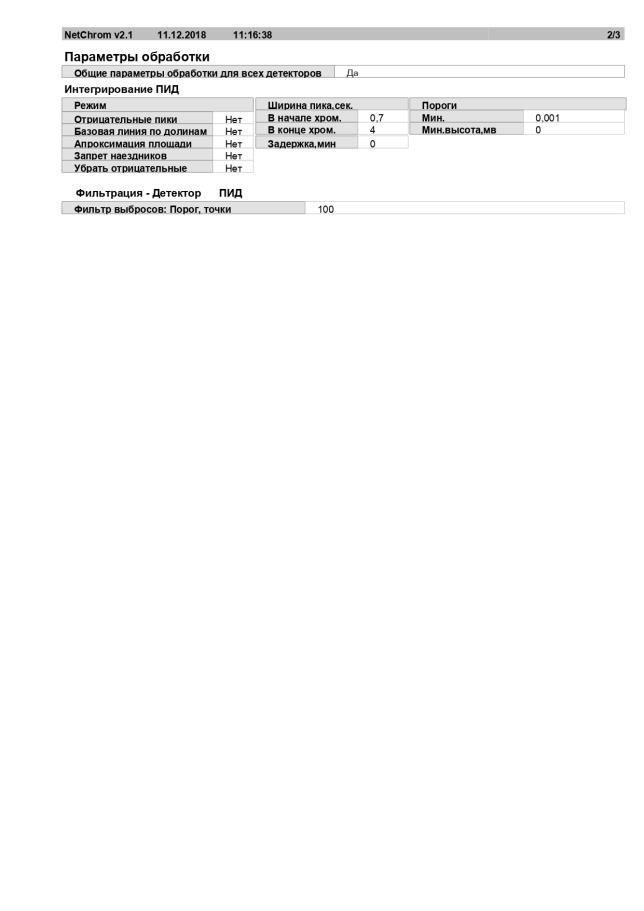 NetChrom v2.1 11.12.2018 11:16:38 2/3
Параметры обработки
Общие параметры обработки для всех детекторов Да
Интегрирование ПИД
Режим Ширина пика,сек. Пороги
Отрицательные пики Нет В начале хром. 0,7 Мин. 0,001
Базовая линия по долинам Нет В конце хром. 4 Мин.высота,мв 0
Апроксимация площади Нет Задержка,мин 0
Запрет наездников Нет
Убрать отрицательные Нет
Фильтрация - Детектор ПИД
Фильтр выбросов: Порог, точки 100